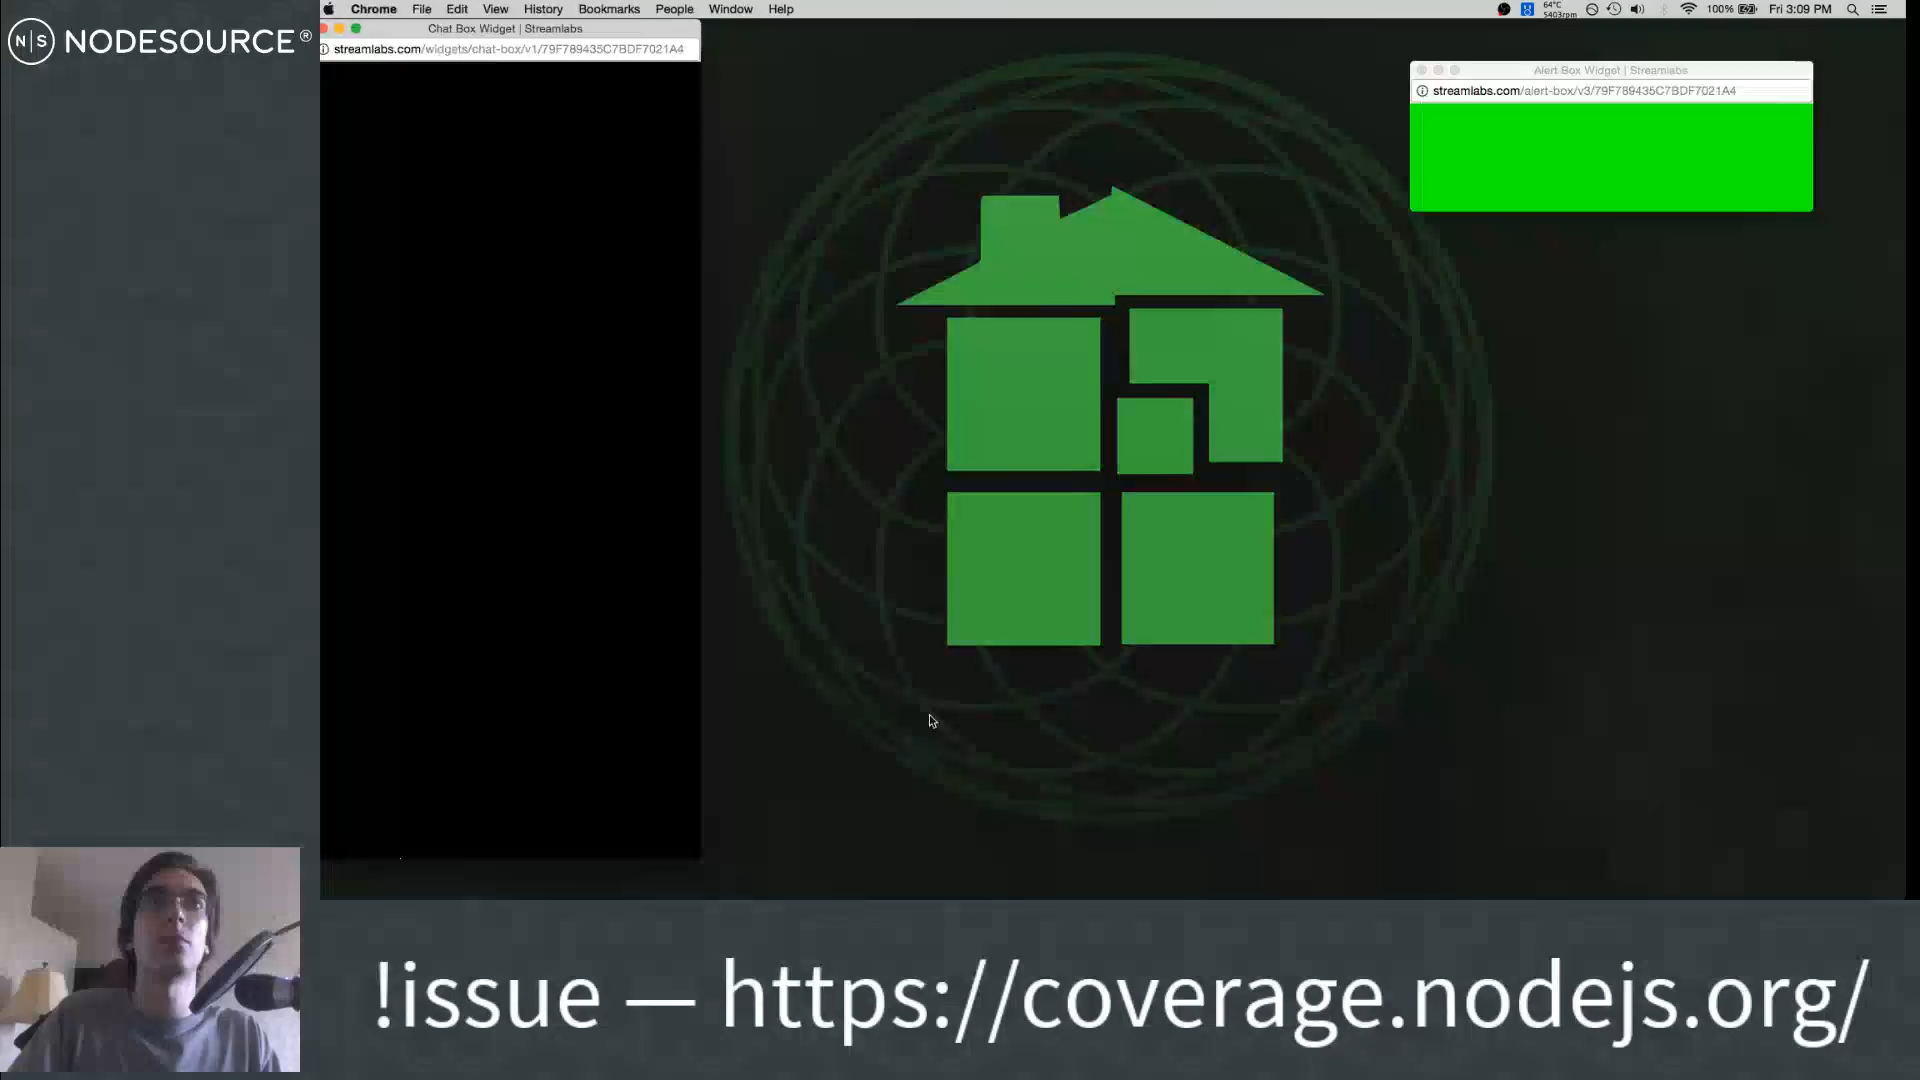 N|S NODESOURCE®
Chrome File Edit View History Bookmarks People Window Help
64°C
5403rpm
100%
Fri 3:09 PM
Chat Box Widget | Streamlabs
streamlabs.com/widgets/chat-box/v1/79F789435C7BDF7021A4
Alert Box Widget | Streamlabs
streamlabs.com/alert-box/v3/79F789435C7BDF7021A4
!issue — https://coverage.nodejs.org/